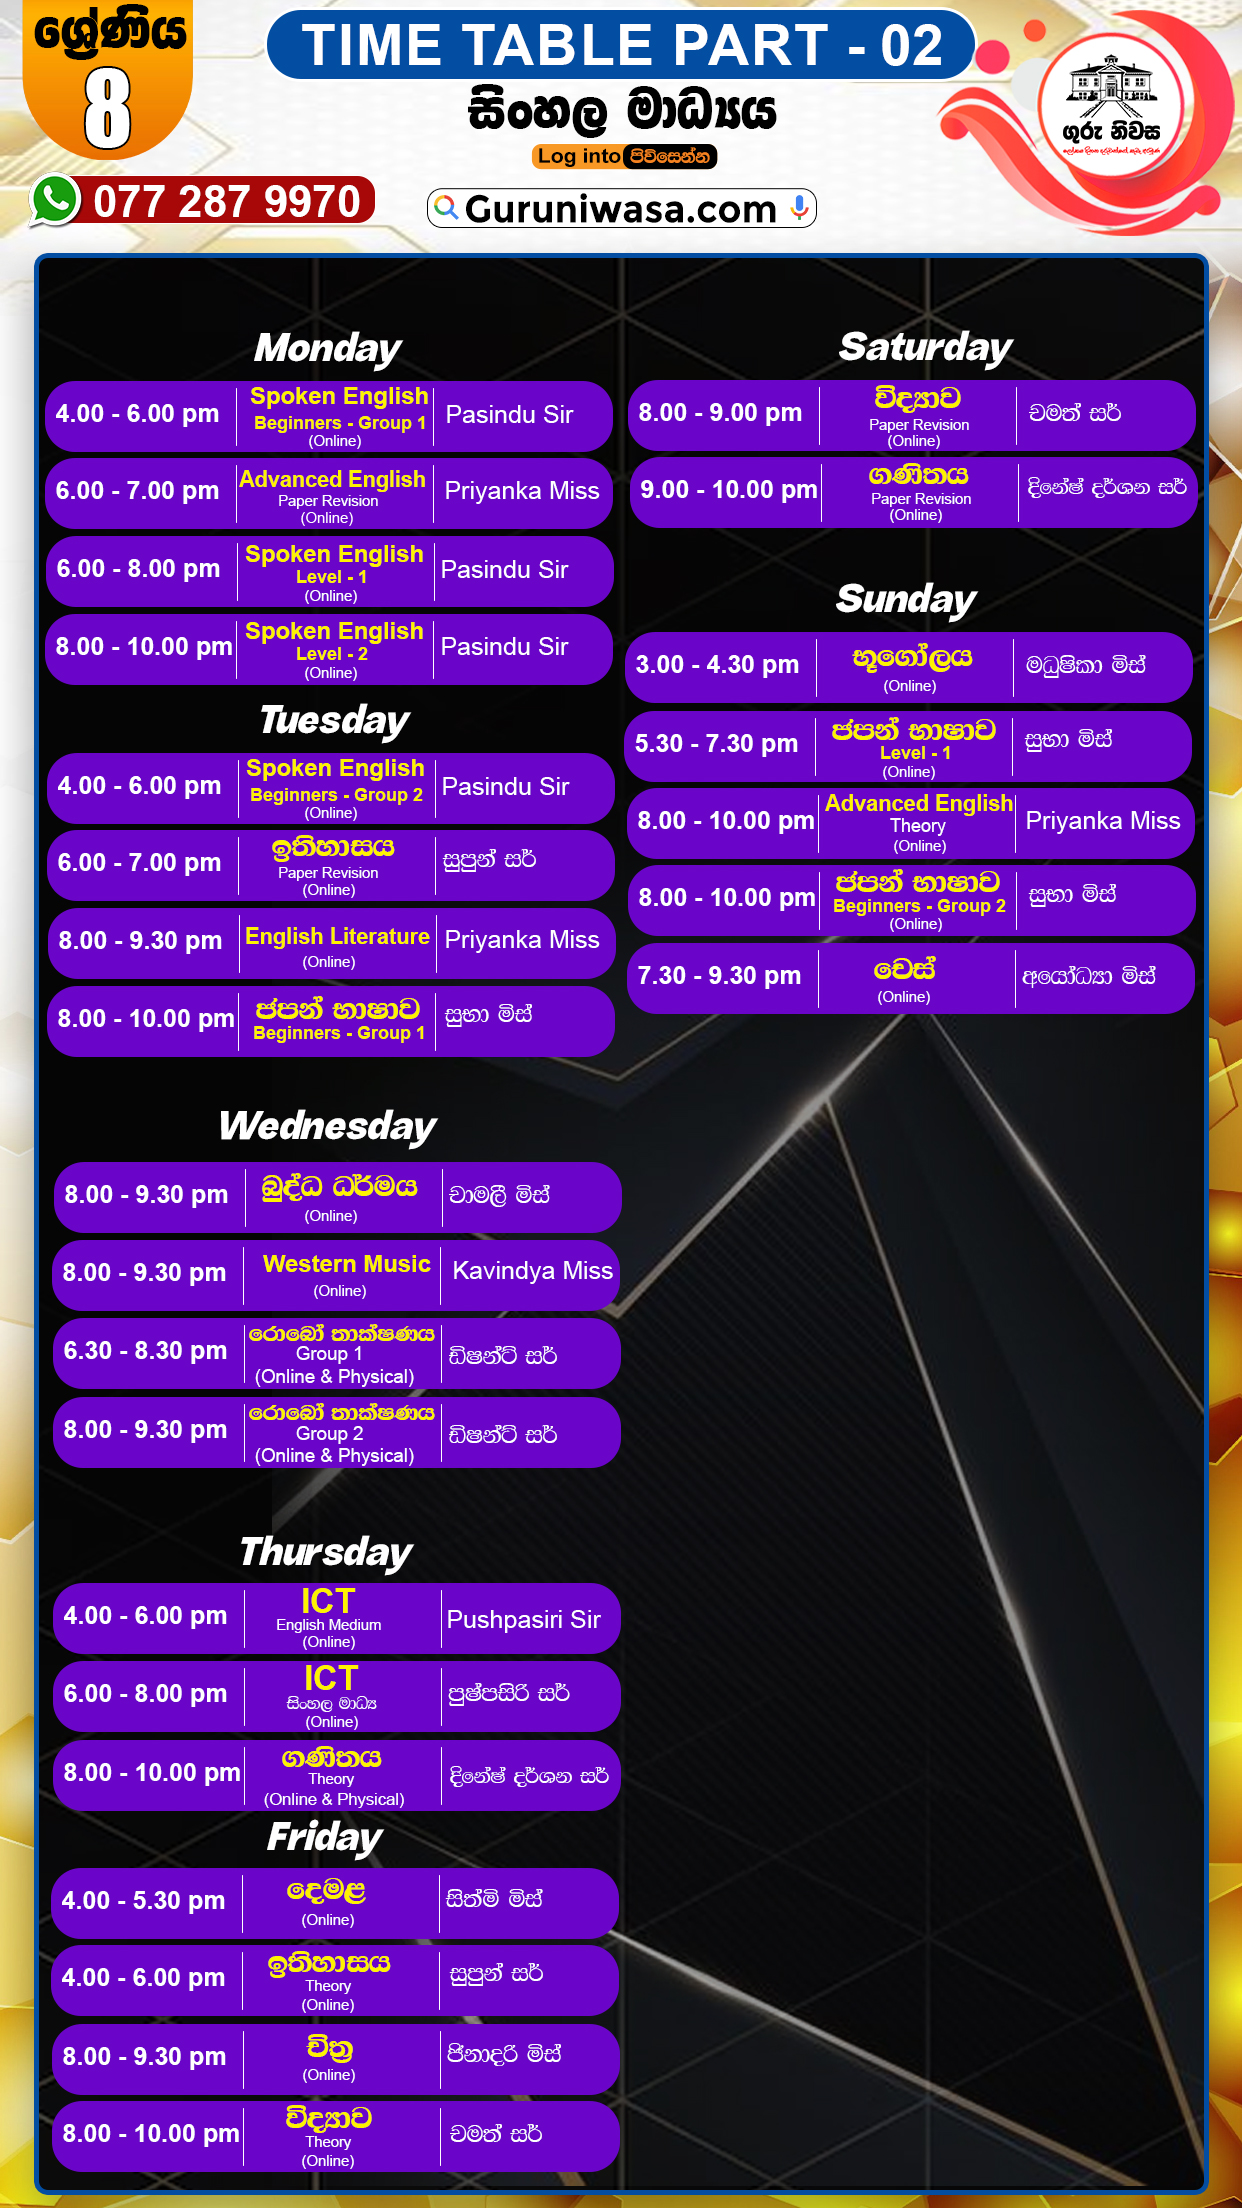 ශ්‍රේණිය
8
TIME TABLE PART - 02
සිංහල මාධ්‍යය
Log into පිවිසෙන්න
077 287 9970
Guruniwasa.com
ගුරු නිවස
Monday
4.00 - 6.00 pm Spoken English Pasindu Sir
Beginners - Group 1
(Online)
6.00 - 7.00 pm Advanced English Priyanka Miss
Paper Revision
(Online)
6.00 - 8.00 pm Spoken English Pasindu Sir
Level - 1
(Online)
8.00 - 10.00 pm Spoken English Pasindu Sir
Level - 2
(Online)
Tuesday
4.00 - 6.00 pm Spoken English Pasindu Sir
Beginners - Group 2
(Online)
6.00 - 7.00 pm ඉතිහාසය සුපුන් සර්
Paper Revision
(Online)
8.00 - 9.30 pm English Literature Priyanka Miss
(Online)
8.00 - 10.00 pm ජපන් භාෂාව සුභා මිස්
Beginners - Group 1
Wednesday
8.00 - 9.30 pm බුද්ධ ධර්මය චාමලී මිස්
(Online)
8.00 - 9.30 pm Western Music Kavindya Miss
(Online)
6.30 - 8.30 pm රොබෝ තාක්ෂණය ඩිෂන්ට් සර්
Group 1
(Online & Physical)
8.00 - 9.30 pm රොබෝ තාක්ෂණය ඩිෂන්ට් සර්
Group 2
(Online & Physical)
Thursday
4.00 - 6.00 pm ICT Pushpasiri Sir
English Medium
(Online)
6.00 - 8.00 pm ICT පුෂ්පසිරි සර්
සිංහල මාධ්‍ය
(Online)
8.00 - 10.00 pm ගණිතය දිනේෂ් දර්ශන සර්
Theory
(Online & Physical)
Friday
4.00 - 5.30 pm දෙමළ සිත්මි මිස්
(Online)
4.00 - 6.00 pm ඉතිහාසය සුපුන් සර්
Theory
(Online)
8.00 - 9.30 pm චිත්‍ර ජිනාදරි මිස්
(Online)
8.00 - 10.00 pm විද්‍යාව චමත් සර්
Theory
(Online)
Saturday
8.00 - 9.00 pm විද්‍යාව චමත් සර්
Paper Revision
(Online)
9.00 - 10.00 pm ගණිතය දිනේෂ් දර්ශන සර්
Paper Revision
(Online)
Sunday
3.00 - 4.30 pm භූගෝලය මධුෂිකා මිස්
(Online)
5.30 - 7.30 pm ජපන් භාෂාව සුභා මිස්
Level - 1
(Online)
8.00 - 10.00 pm Advanced English Priyanka Miss
Theory
(Online)
8.00 - 10.00 pm ජපන් භාෂාව සුභා මිස්
Beginners - Group 2
(Online)
7.30 - 9.30 pm චෙස් අයෝධ්‍යා මිස්
(Online)